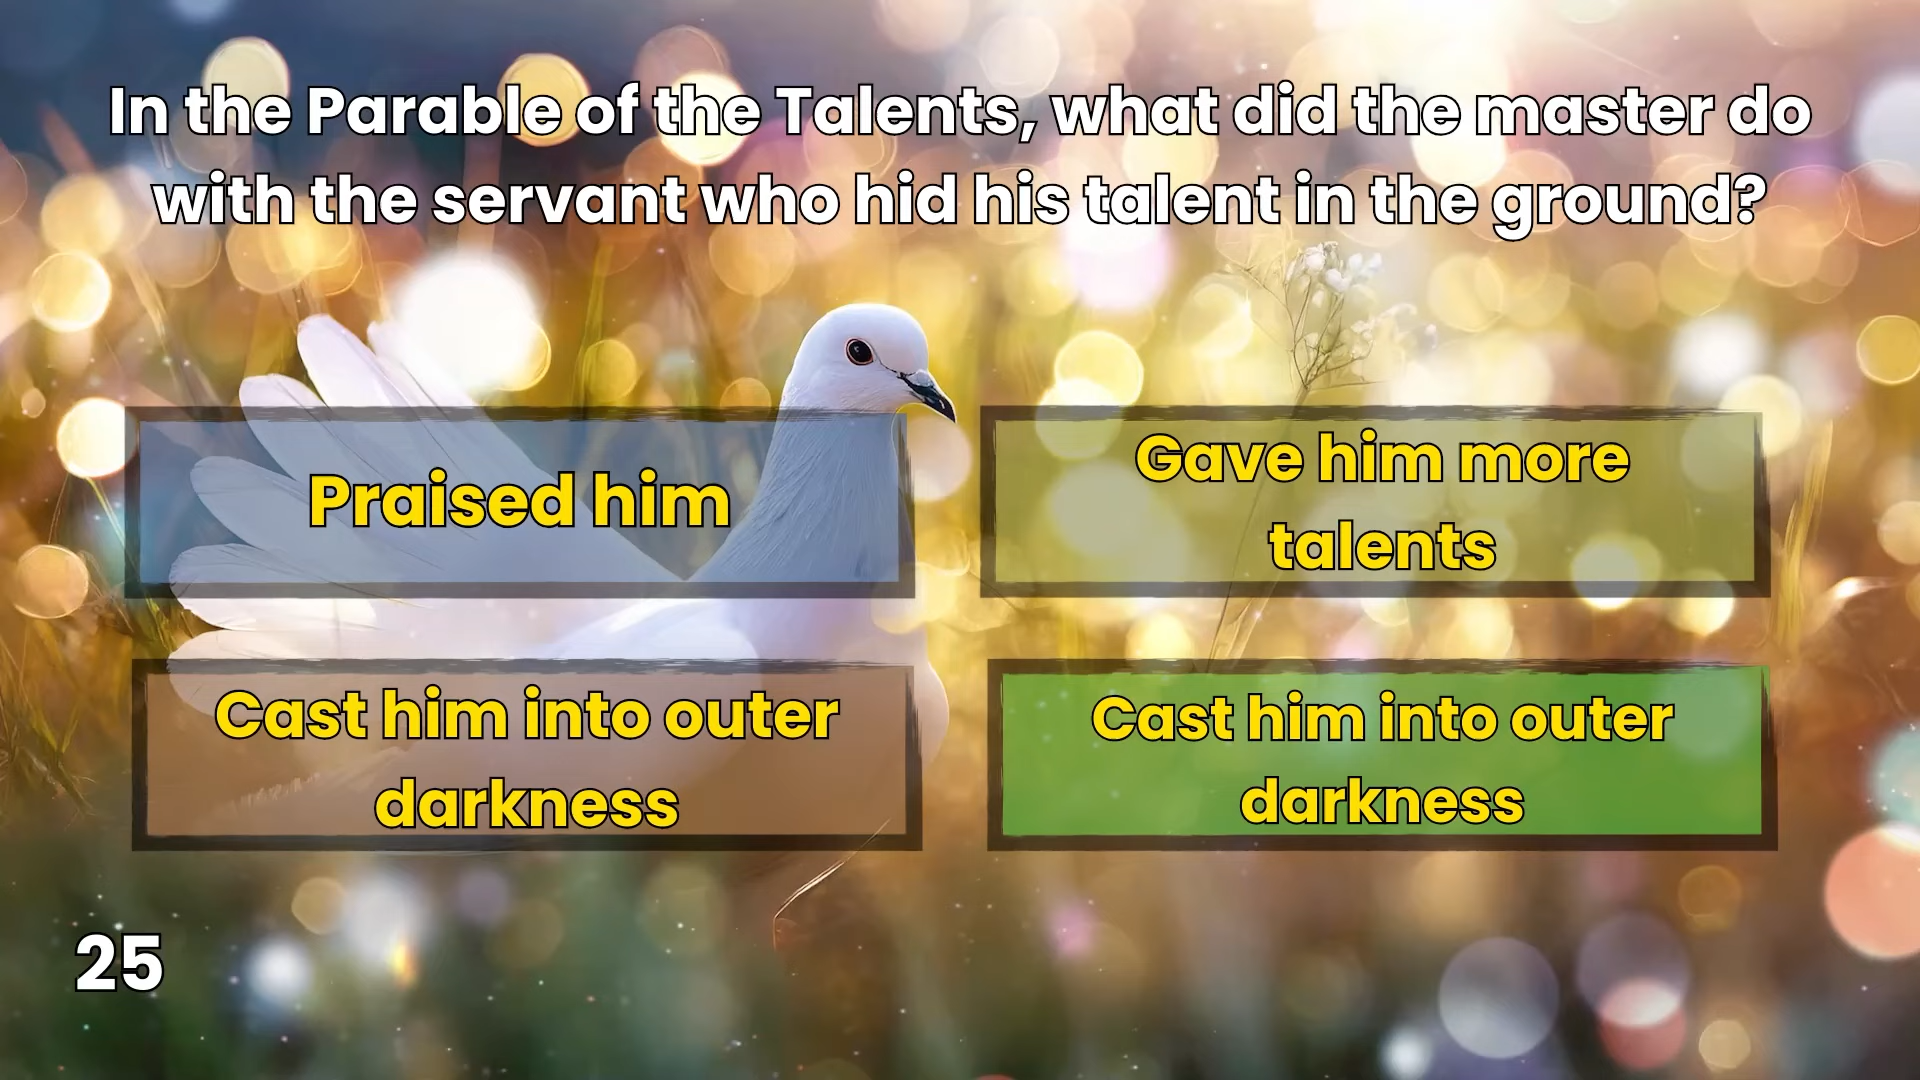 In the Parable of the Talents, what did the master do
with the servant who hid his talent in the ground?
Praised him
Gave him more
talents
Cast him into outer
darkness
Cast him into outer
darkness
25